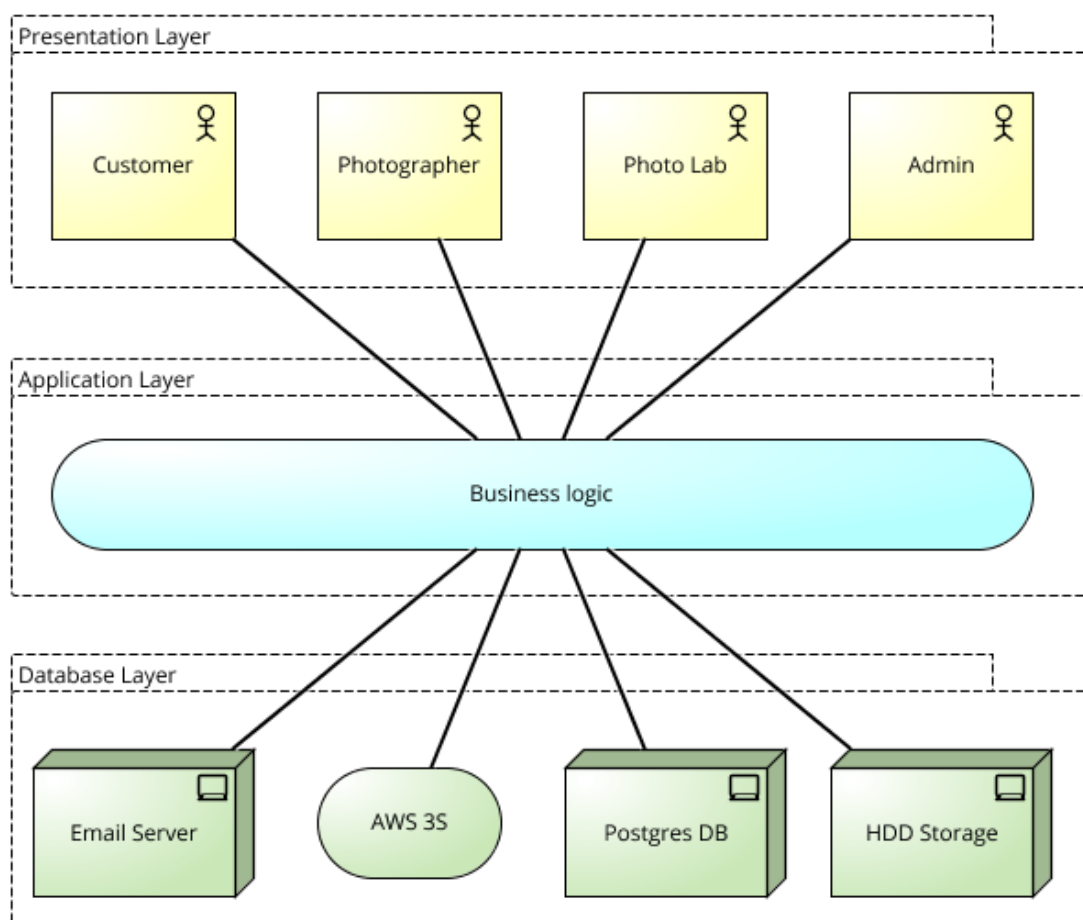 Presentation Layer
Customer
Photographer
Photo Lab
Admin
Application Layer
Business logic
Database Layer
Email Server
AWS 3S
Postgres DB
HDD Storage